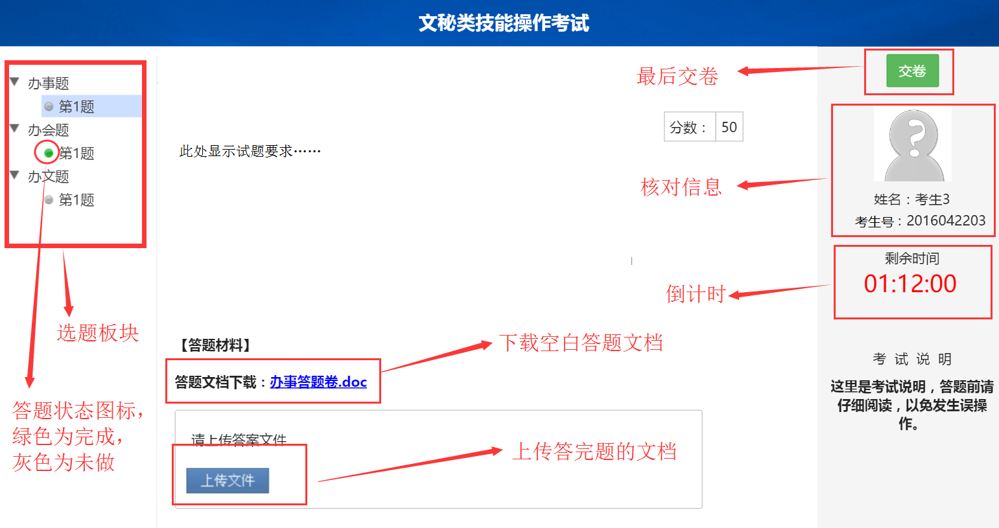 文秘类技能操作考试
办事题
第1题
办会题
第1题
办文题
第1题
选题板块
答题状态图标，
绿色为完成，
灰色为未做
最后交卷
分数： 50
此处显示试题要求……
核对信息
倒计时
【答题材料】
下载空白答题文档
答题文档下载：办事答题卷.doc
请上传答案文件
上传文件
上传答完题的文档
交卷
姓名：考生3
考生号：2016042203
剩余时间
01:12:00
考 试 说 明
这里是考试说明，答题前请
仔细阅读，以免发生误操
作。